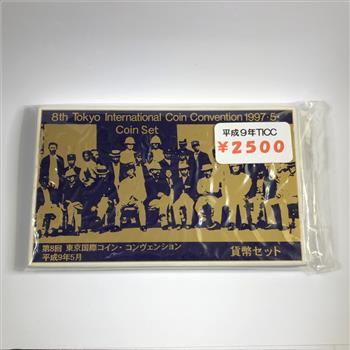 8th Tokyo International Coin Convention 1997・5
Coin Set
平成9年TICC
¥2500
第8回 東京国際コイン・コンヴェンション
平成9年5月
貨幣セット